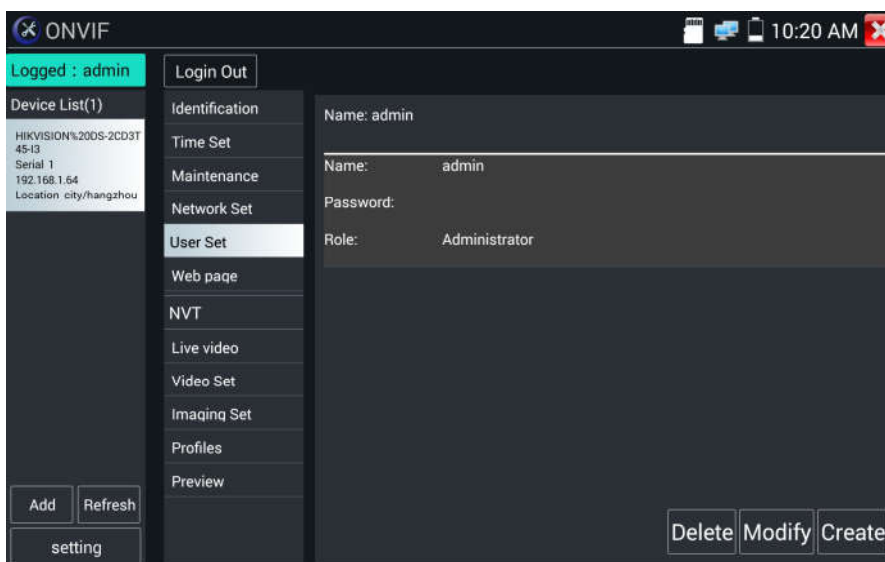 ONVIF
10:20 AM
Logged : admin
Login Out
Device List(1)
HIKVISION%20DS-2CD3T
45-I3
Serial 1
192.168.1.64
Location city/hangzhou
Add
Refresh
setting
Identification
Time Set
Maintenance
Network Set
User Set
Web page
NVT
Live video
Video Set
Imaging Set
Profiles
Preview
Name: admin
Name: admin
Password:
Role: Administrator
Delete
Modify
Create